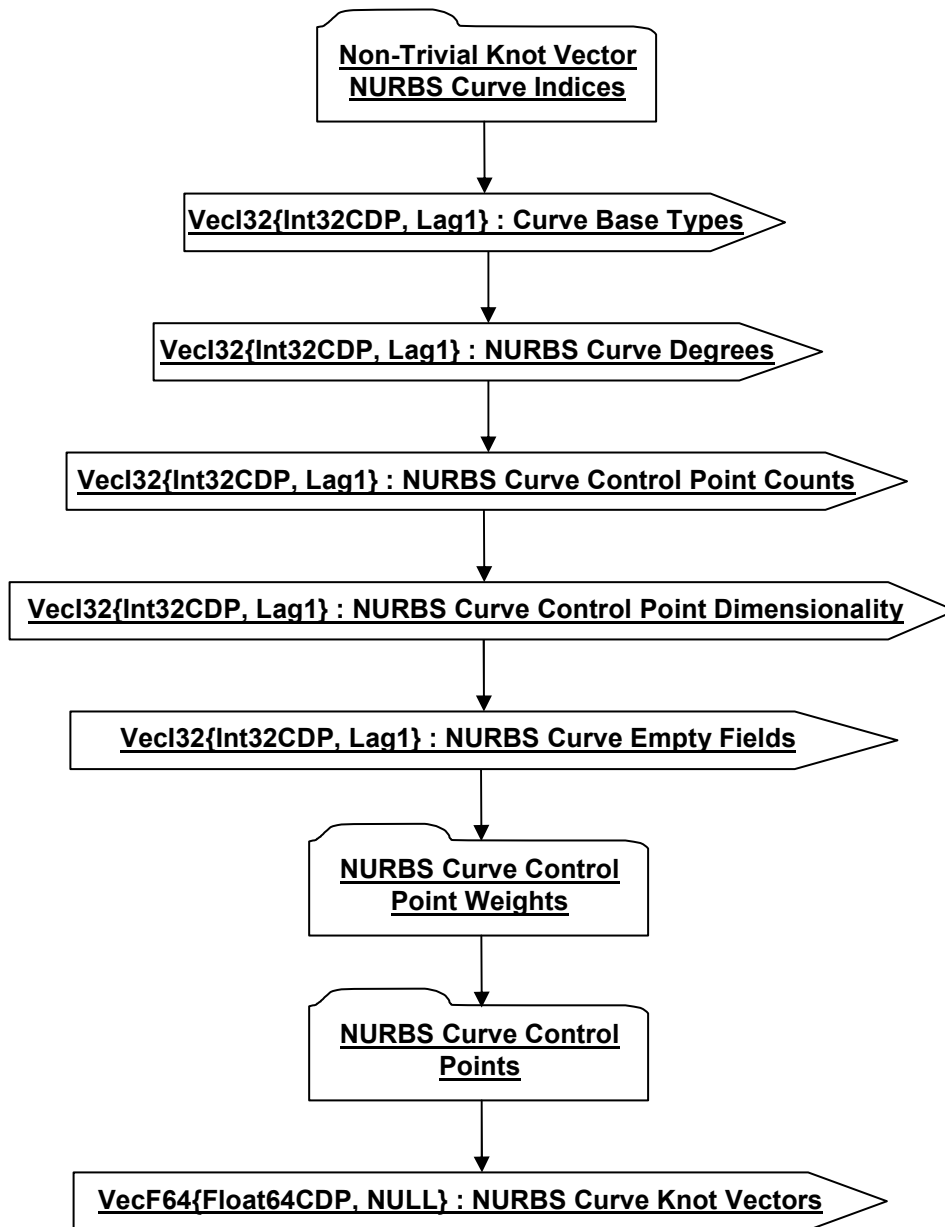 Non-Trivial Knot Vector
NURBS Curve Indices
VecI32{Int32CDP, Lag1} : Curve Base Types
VecI32{Int32CDP, Lag1} : NURBS Curve Degrees
VecI32{Int32CDP, Lag1} : NURBS Curve Control Point Counts
VecI32{Int32CDP, Lag1} : NURBS Curve Control Point Dimensionality
VecI32{Int32CDP, Lag1} : NURBS Curve Empty Fields
NURBS Curve Control
Point Weights
NURBS Curve Control
Points
VecF64{Float64CDP, NULL} : NURBS Curve Knot Vectors